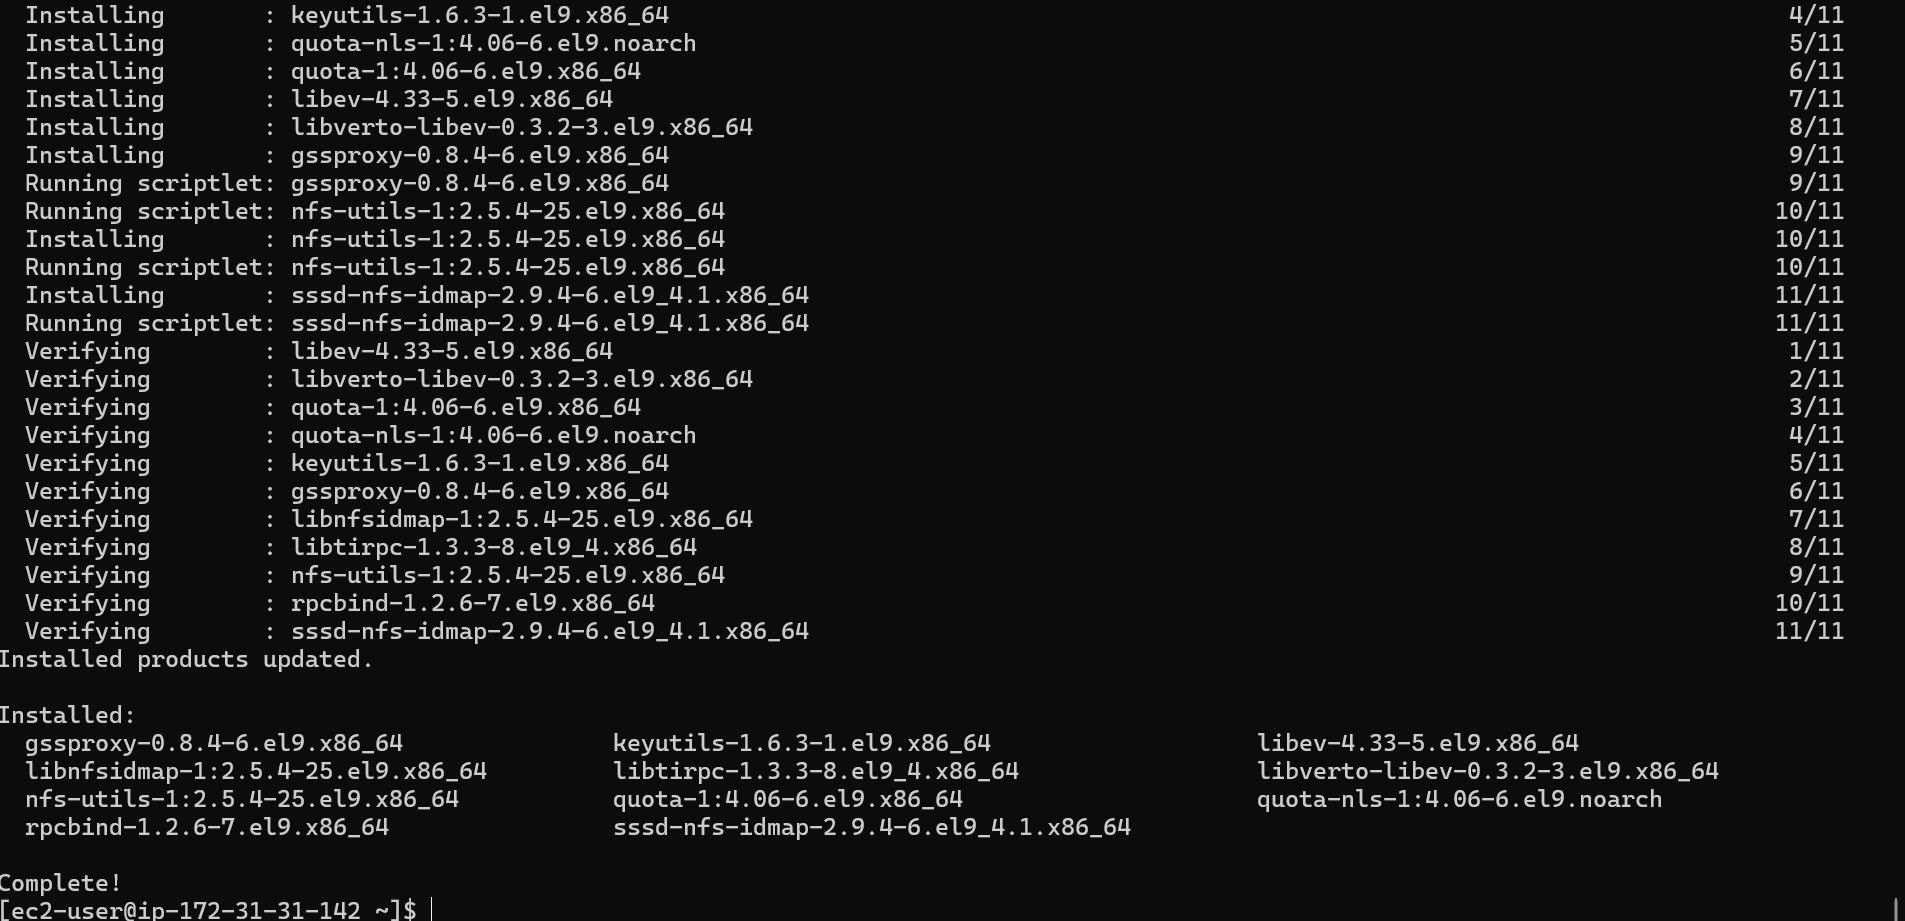 Installing : keyutils-1.6.3-1.el9.x86_64 4/11
Installing : quota-nls-1:4.06-6.el9.noarch 5/11
Installing : quota-1:4.06-6.el9.x86_64 6/11
Installing : libev-4.33-5.el9.x86_64 7/11
Installing : libverto-libev-0.3.2-3.el9.x86_64 8/11
Installing : gssproxy-0.8.4-6.el9.x86_64 9/11
Running scriptlet: gssproxy-0.8.4-6.el9.x86_64 9/11
Running scriptlet: nfs-utils-1:2.5.4-25.el9.x86_64 10/11
Installing : nfs-utils-1:2.5.4-25.el9.x86_64 10/11
Running scriptlet: nfs-utils-1:2.5.4-25.el9.x86_64 10/11
Installing : sssd-nfs-idmap-2.9.4-6.el9_4.1.x86_64 11/11
Running scriptlet: sssd-nfs-idmap-2.9.4-6.el9_4.1.x86_64 11/11
Verifying : libev-4.33-5.el9.x86_64 1/11
Verifying : libverto-libev-0.3.2-3.el9.x86_64 2/11
Verifying : quota-1:4.06-6.el9.x86_64 3/11
Verifying : quota-nls-1:4.06-6.el9.noarch 4/11
Verifying : keyutils-1.6.3-1.el9.x86_64 5/11
Verifying : gssproxy-0.8.4-6.el9.x86_64 6/11
Verifying : libnfsidmap-1:2.5.4-25.el9.x86_64 7/11
Verifying : libtirpc-1.3.3-8.el9_4.x86_64 8/11
Verifying : nfs-utils-1:2.5.4-25.el9.x86_64 9/11
Verifying : rpcbind-1.2.6-7.el9.x86_64 10/11
Verifying : sssd-nfs-idmap-2.9.4-6.el9_4.1.x86_64 11/11
Installed products updated.
Installed:
gssproxy-0.8.4-6.el9.x86_64 keyutils-1.6.3-1.el9.x86_64 libev-4.33-5.el9.x86_64
libnfsidmap-1:2.5.4-25.el9.x86_64 libtirpc-1.3.3-8.el9_4.x86_64 libverto-libev-0.3.2-3.el9.x86_64
nfs-utils-1:2.5.4-25.el9.x86_64 quota-1:4.06-6.el9.x86_64 quota-nls-1:4.06-6.el9.noarch
rpcbind-1.2.6-7.el9.x86_64 sssd-nfs-idmap-2.9.4-6.el9_4.1.x86_64
Complete!
[ec2-user@ip-172-31-31-142 ~]$